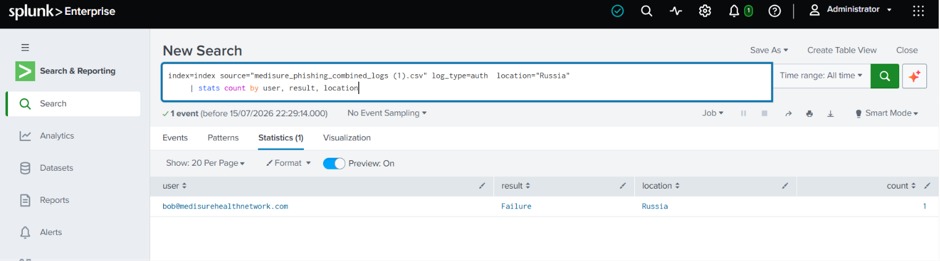 splunk> Enterprise
1
Administrator
Search & Reporting
Search
Analytics
Datasets
Reports
Alerts
New Search
Save As
Create Table View
Close
index=index source="medisure_phishing_combined_logs (1).csv" log_type=auth  location="Russia"
| stats count by user, result, location
Time range: All time
1 event (before 15/07/2026 22:29:14.000)
No Event Sampling
Job
Smart Mode
Events Patterns Statistics (1) Visualization
Show: 20 Per Page
Format
Preview: On
user result location count
bob@medisurehealthnetwork.com Failure Russia 1